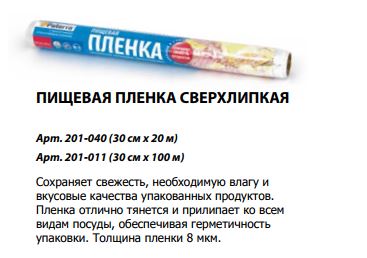 Paterra
ПИЩЕВАЯ
ПЛЕНКА
ПИЩЕВАЯ ПЛЕНКА СВЕРХЛИПКАЯ
Арт. 201-040 (30 см х 20 м)
Арт. 201-011 (30 см х 100 м)
Сохраняет свежесть, необходимую влагу и
вкусовые качества упакованных продуктов.
Пленка отлично тянется и прилипает ко всем
видам посуды, обеспечивая герметичность
упаковки. Толщина пленки 8 мкм.